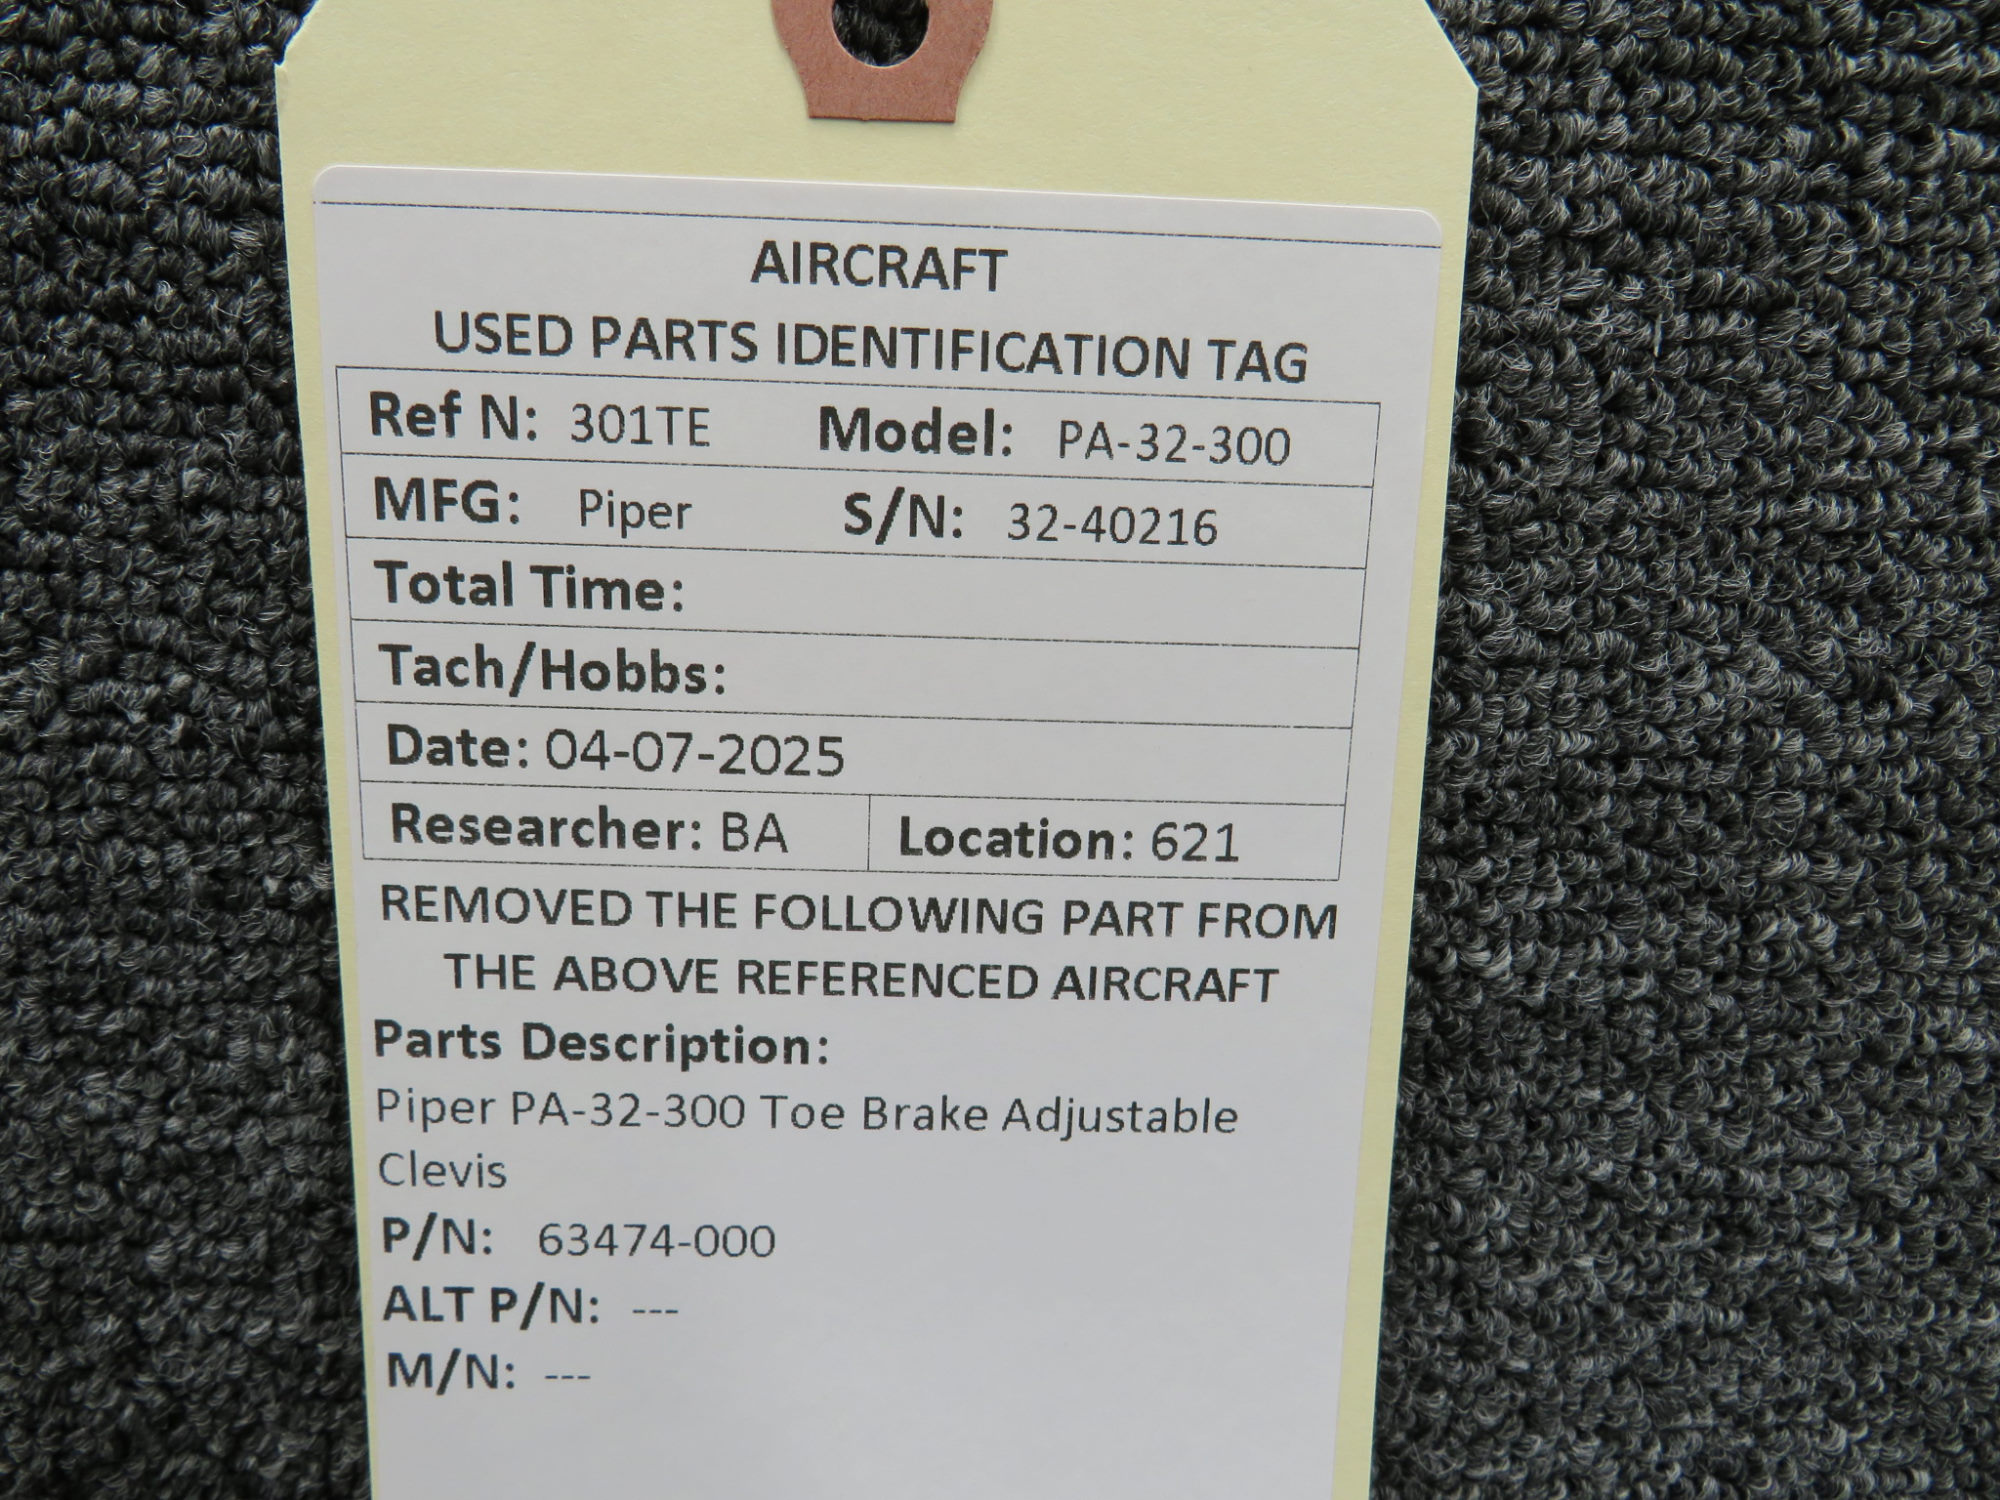 AIRCRAFT
USED PARTS IDENTIFICATION TAG
Ref N: 301TE Model: PA-32-300
MFG: Piper S/N: 32-40216
Total Time:
Tach/Hobbs:
Date: 04-07-2025
Researcher: BA Location: 621
REMOVED THE FOLLOWING PART FROM
THE ABOVE REFERENCED AIRCRAFT
Parts Description:
Piper PA-32-300 Toe Brake Adjustable
Clevis
P/N: 63474-000
ALT P/N: ---
M/N: ---